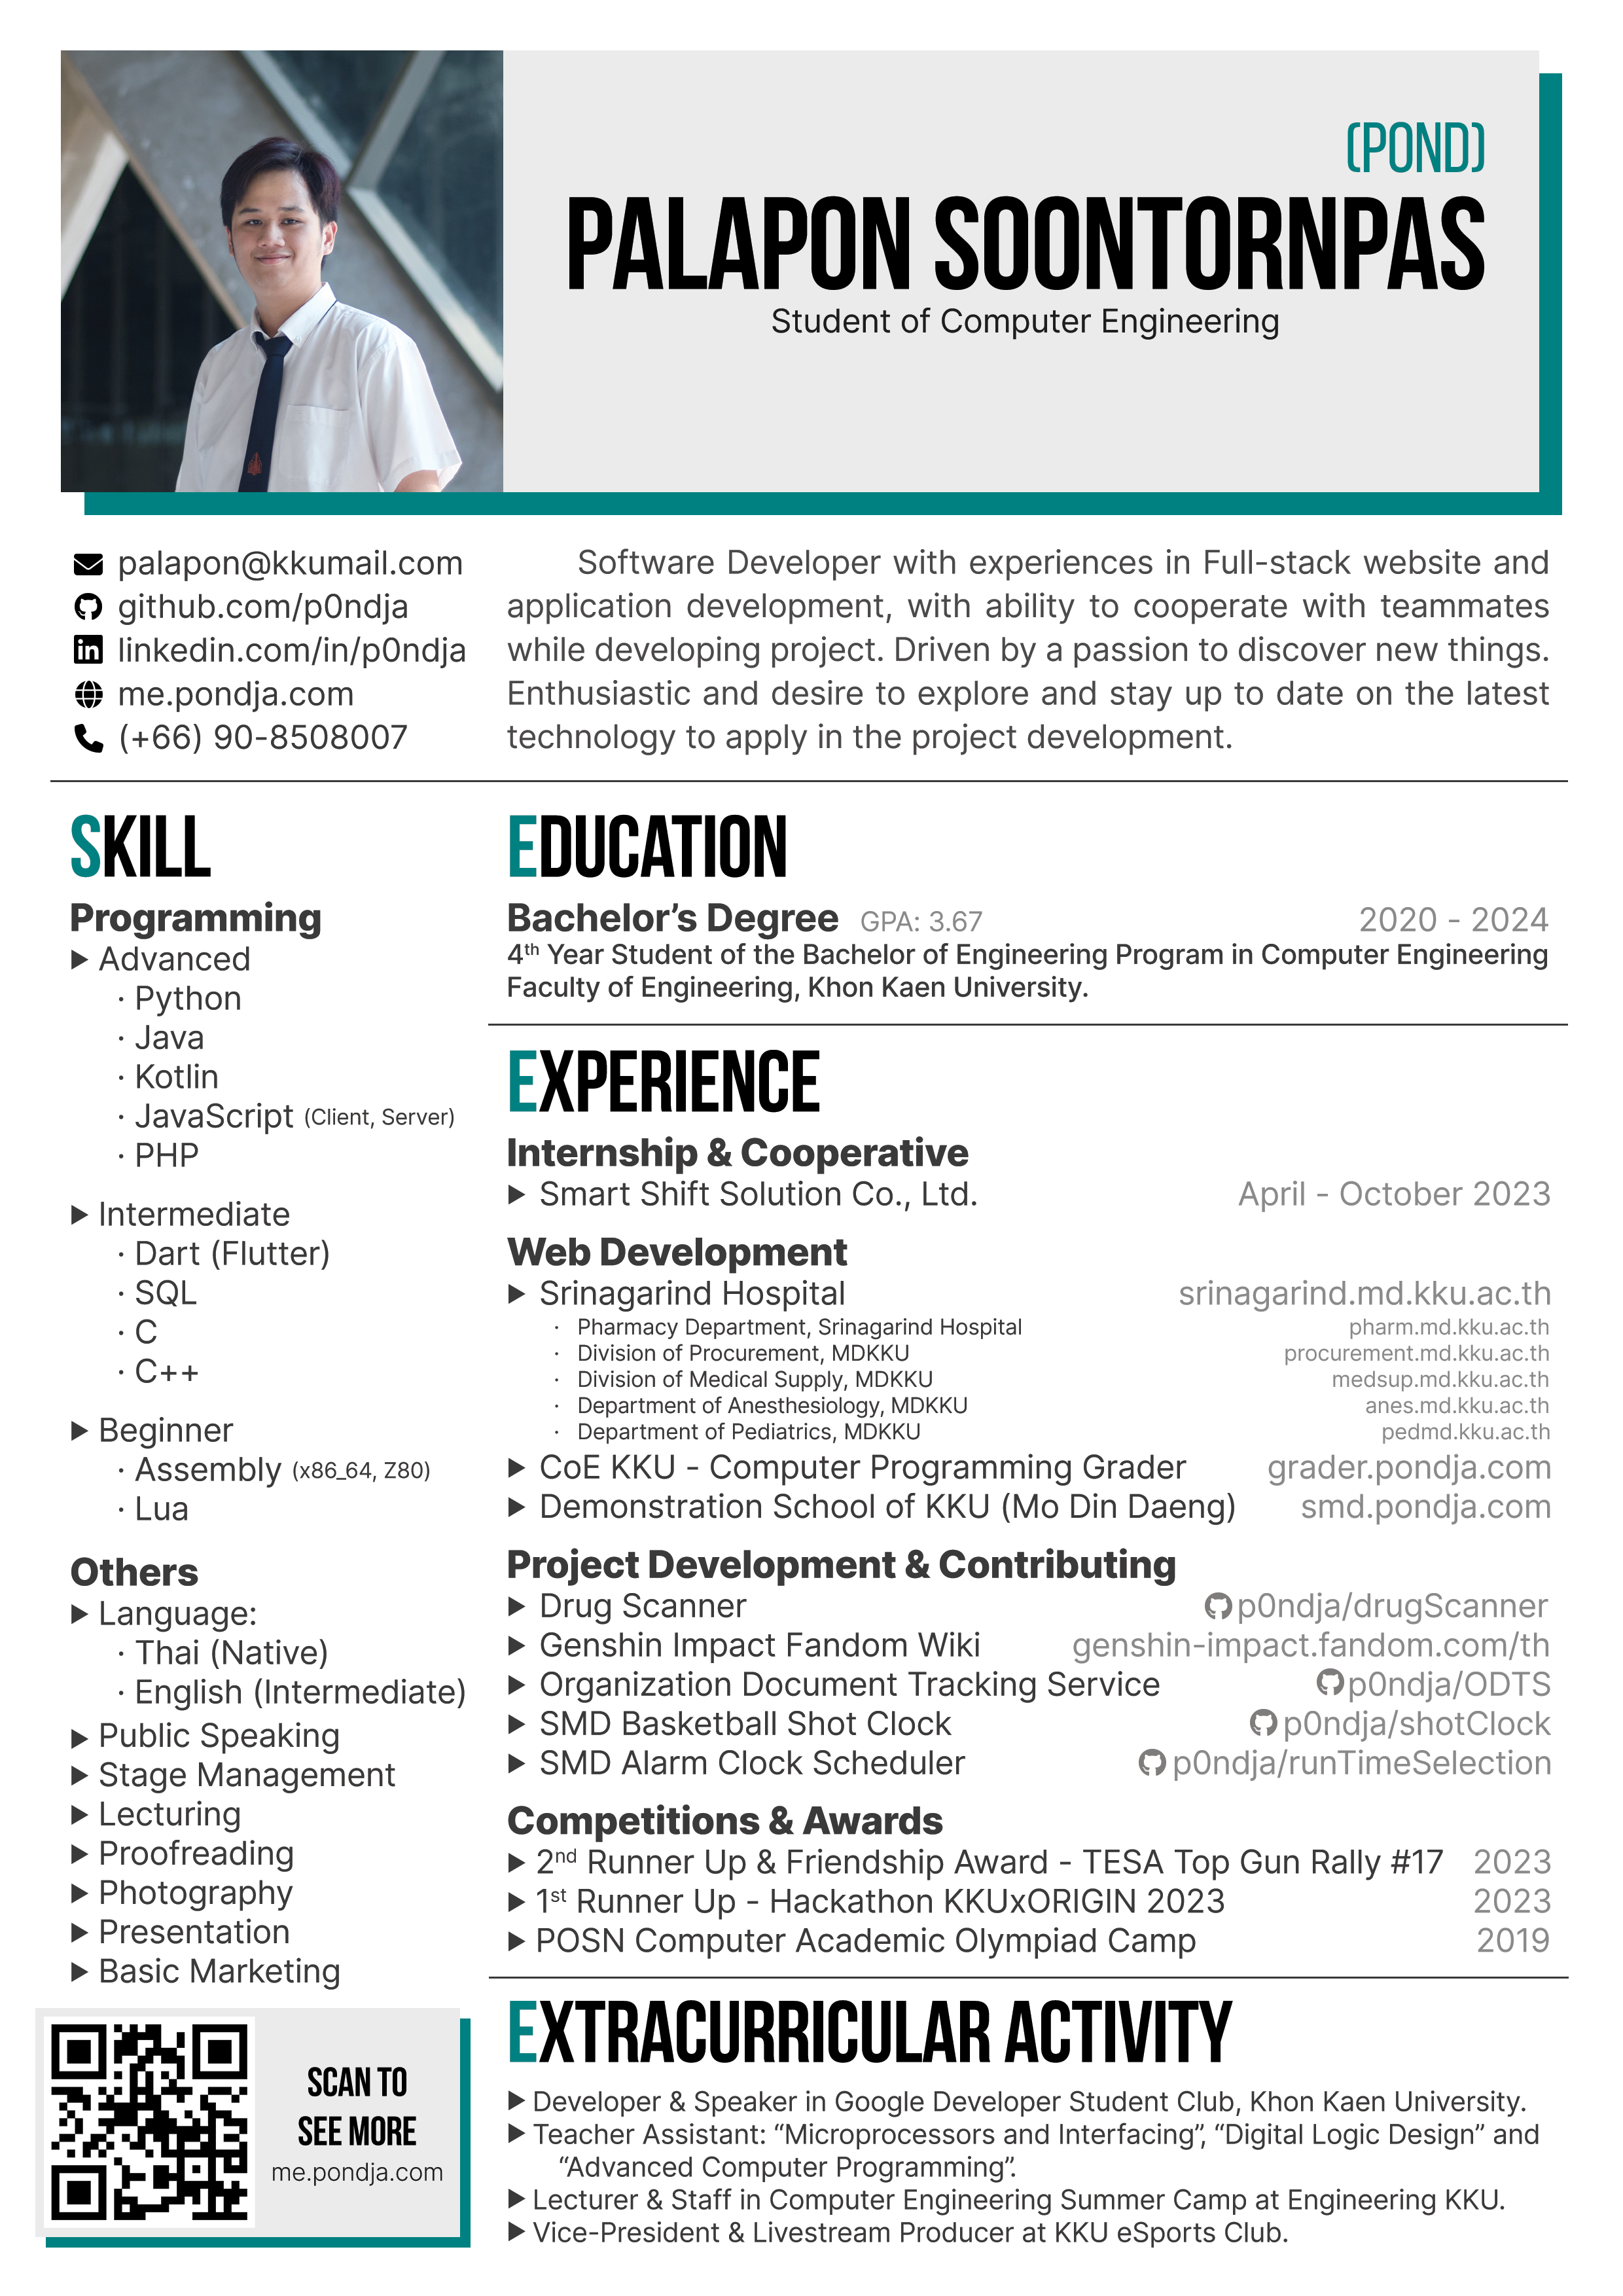 (POND)
PALAPON SOONTORNPAS
Student of Computer Engineering
palapon@kkumail.com
github.com/p0ndja
linkedin.com/in/p0ndja
me.pondja.com
(+66) 90-8508007
Software Developer with experiences in Full-stack website and
application development, with ability to cooperate with teammates
while developing project. Driven by a passion to discover new things.
Enthusiastic and desire to explore and stay up to date on the latest
technology to apply in the project development.
SKILL
Programming
▶ Advanced
· Python
· Java
· Kotlin
· JavaScript (Client, Server)
· PHP
▶ Intermediate
· Dart (Flutter)
· SQL
· C
· C++
▶ Beginner
· Assembly (x86_64, Z80)
· Lua
Others
▶ Language:
· Thai (Native)
· English (Intermediate)
▶ Public Speaking
▶ Stage Management
▶ Lecturing
▶ Proofreading
▶ Photography
▶ Presentation
▶ Basic Marketing
SCAN TO
SEE MORE
me.pondja.com
EDUCATION
Bachelor’s Degree GPA: 3.67 2020 - 2024
4th Year Student of the Bachelor of Engineering Program in Computer Engineering
Faculty of Engineering, Khon Kaen University.
EXPERIENCE
Internship & Cooperative
▶ Smart Shift Solution Co., Ltd. April - October 2023
Web Development
▶ Srinagarind Hospital srinagarind.md.kku.ac.th
· Pharmacy Department, Srinagarind Hospital pharm.md.kku.ac.th
· Division of Procurement, MDKKU procurement.md.kku.ac.th
· Division of Medical Supply, MDKKU medsup.md.kku.ac.th
· Department of Anesthesiology, MDKKU anes.md.kku.ac.th
· Department of Pediatrics, MDKKU pedmd.kku.ac.th
▶ CoE KKU - Computer Programming Grader grader.pondja.com
▶ Demonstration School of KKU (Mo Din Daeng) smd.pondja.com
Project Development & Contributing
▶ Drug Scanner p0ndja/drugScanner
▶ Genshin Impact Fandom Wiki genshin-impact.fandom.com/th
▶ Organization Document Tracking Service p0ndja/ODTS
▶ SMD Basketball Shot Clock p0ndja/shotClock
▶ SMD Alarm Clock Scheduler p0ndja/runTimeSelection
Competitions & Awards
▶ 2nd Runner Up & Friendship Award - TESA Top Gun Rally #17 2023
▶ 1st Runner Up - Hackathon KKUxORIGIN 2023 2023
▶ POSN Computer Academic Olympiad Camp 2019
EXTRACURRICULAR ACTIVITY
▶ Developer & Speaker in Google Developer Student Club, Khon Kaen University.
▶ Teacher Assistant: “Microprocessors and Interfacing”, “Digital Logic Design” and
“Advanced Computer Programming”.
▶ Lecturer & Staff in Computer Engineering Summer Camp at Engineering KKU.
▶ Vice-President & Livestream Producer at KKU eSports Club.